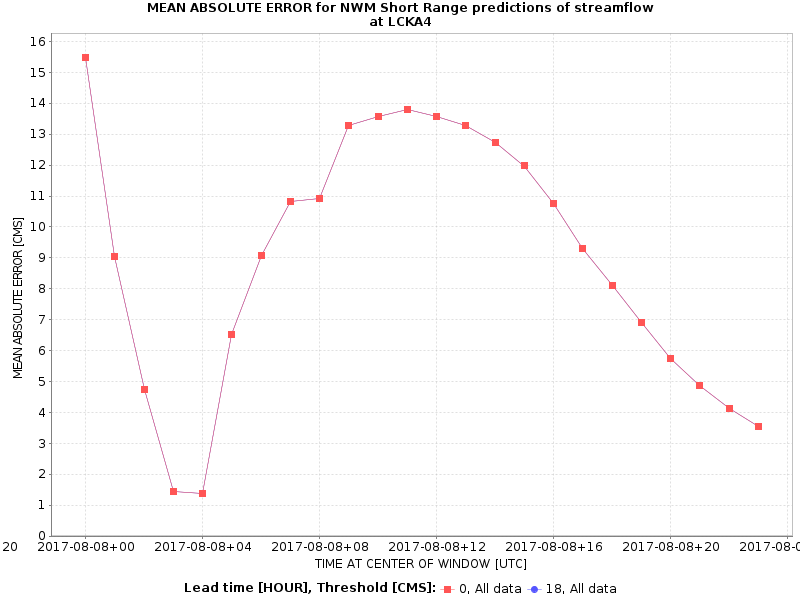 MEAN ABSOLUTE ERROR for NWM Short Range predictions of streamflow
at LCKA4
MEAN ABSOLUTE ERROR [CMS]
16
15
14
13
12
11
10
9
8
7
6
5
4
3
2
1
0
20 2017-08-08+00 2017-08-08+04 2017-08-08+08 2017-08-08+12 2017-08-08+16 2017-08-08+20 2017-08-0
TIME AT CENTER OF WINDOW [UTC]
Lead time [HOUR], Threshold [CMS]: 0, All data 18, All data